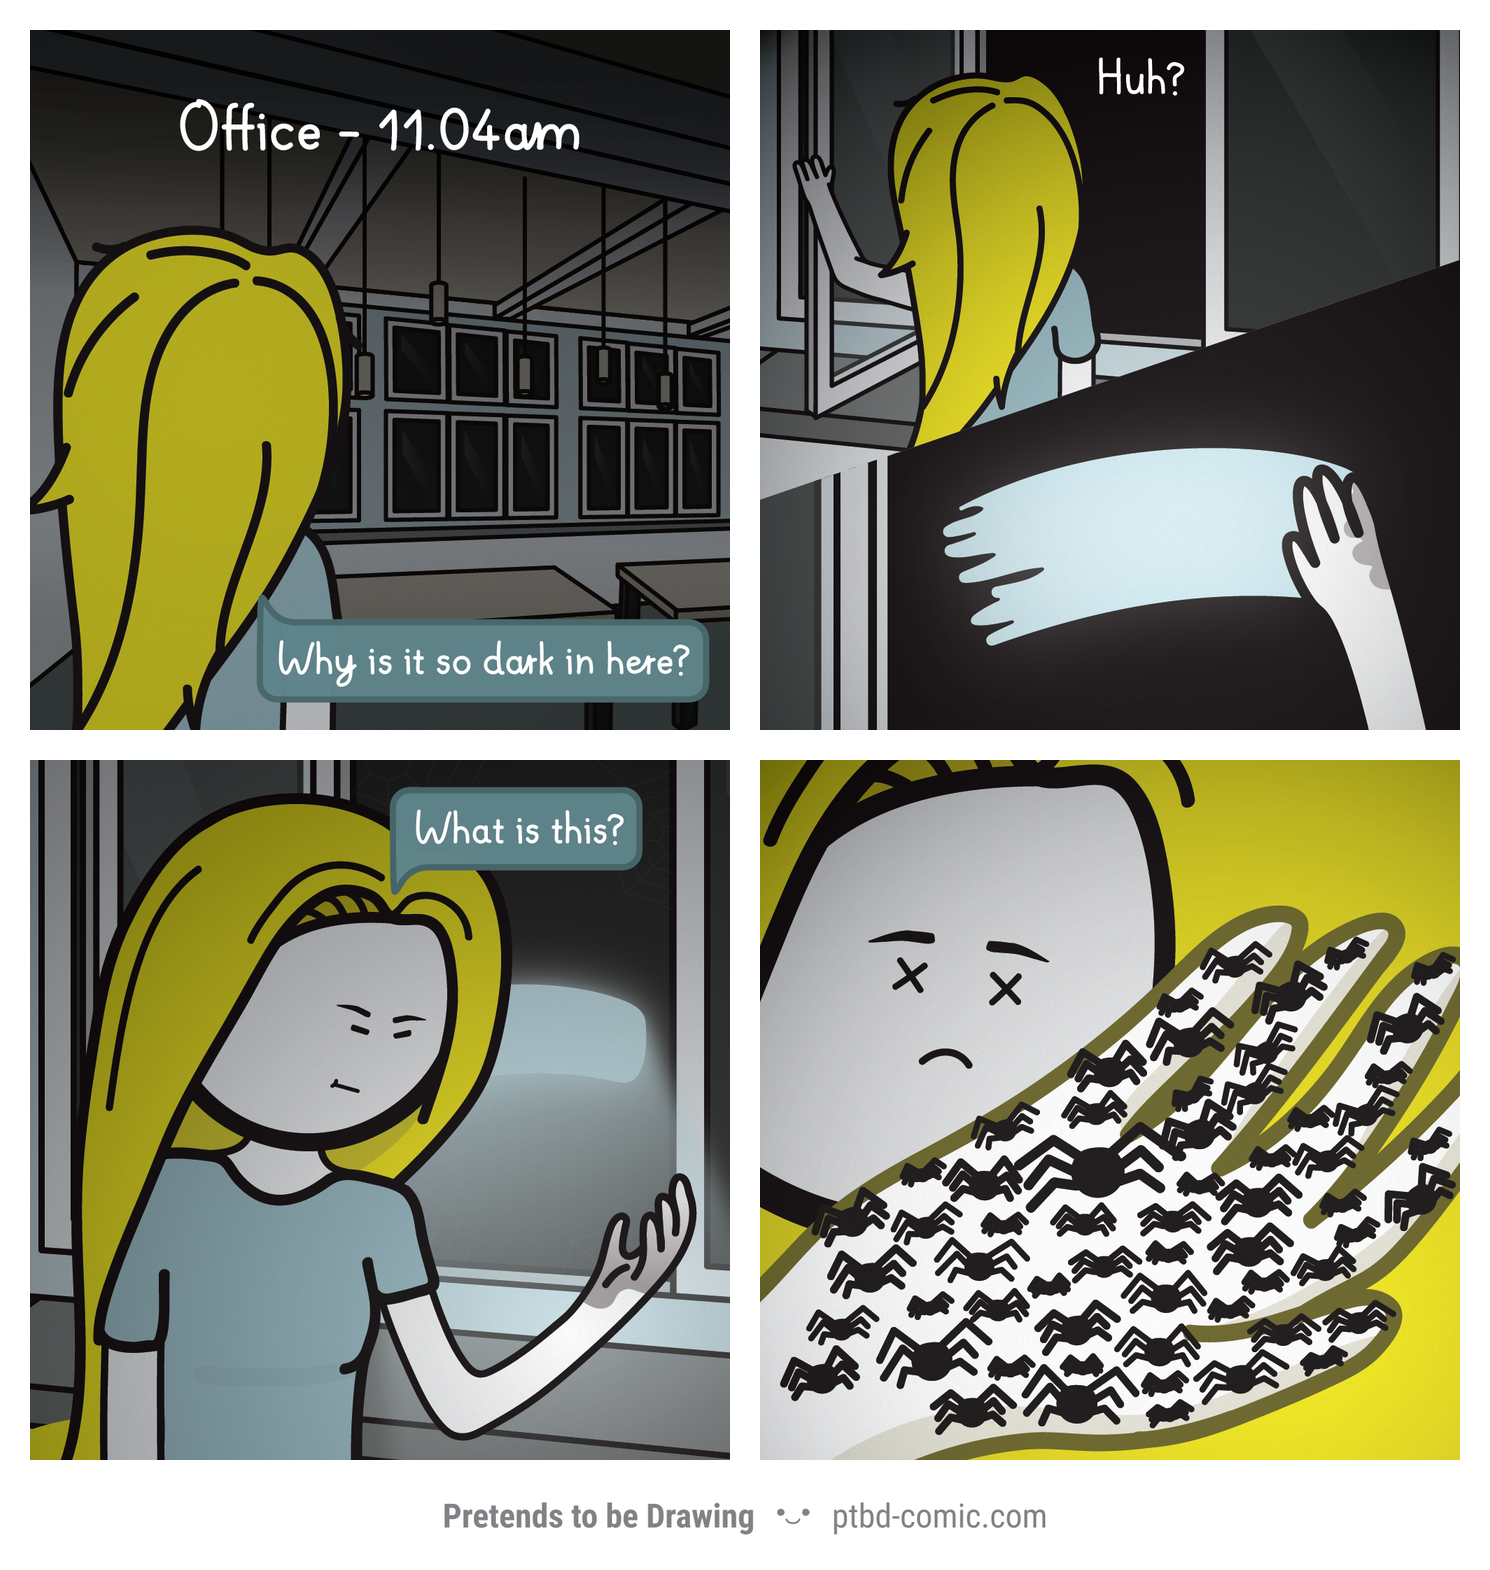 Office - 11.04am
Why is it so dark in here?
Huh?
What is this?
Pretends to be Drawing ptbd-comic.com